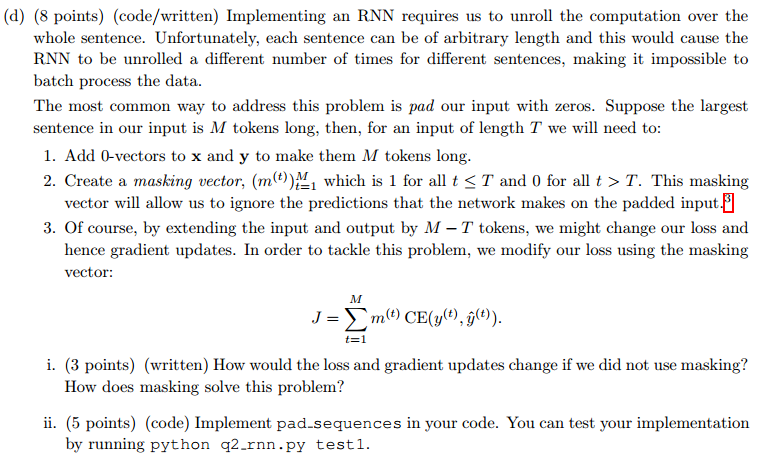 (d) (8 points) (code/written) Implementing an RNN requires us to unroll the computation over the
whole sentence. Unfortunately, each sentence can be of arbitrary length and this would cause the
RNN to be unrolled a different number of times for different sentences, making it impossible to
batch process the data.
The most common way to address this problem is pad our input with zeros. Suppose the largest
sentence in our input is M tokens long, then, for an input of length T we will need to:
1. Add 0-vectors to x and y to make them M tokens long.
2. Create a masking vector, (m^(t))_{t=1}^M which is 1 for all t ≤ T and 0 for all t > T. This masking
vector will allow us to ignore the predictions that the network makes on the padded input.³
3. Of course, by extending the input and output by M − T tokens, we might change our loss and
hence gradient updates. In order to tackle this problem, we modify our loss using the masking
vector:
J = ∑_{t=1}^{M} m^(t) CE(y^(t), ŷ^(t)).
i. (3 points) (written) How would the loss and gradient updates change if we did not use masking?
How does masking solve this problem?
ii. (5 points) (code) Implement pad_sequences in your code. You can test your implementation
by running python q2_rnn.py test1.